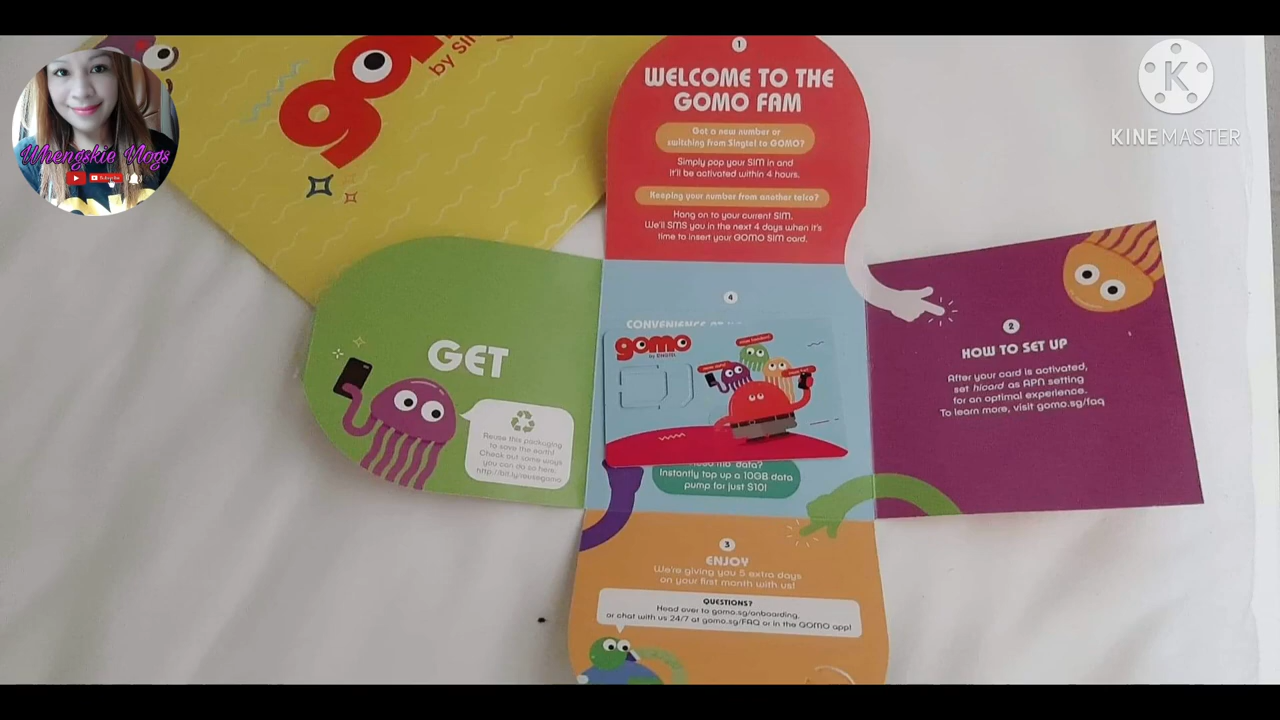 Whengskie Vlogs
Subscribe
K
KINEMASTER
by
1
WELCOME TO THE
GOMO FAM
Got a new number or
switching from Singtel to GOMO?
Simply pop your SIM in and
it'll be activated within 4 hours.
Keeping your number from another telco?
Hang on to your current SIM.
We'll SMS you in the next 4 days when it's
time to insert your GOMO SIM card.
GET
Reuse this packaging
to save the earth!
Check out some ways
you can do so here:
http://bit.ly/reusegomo
4
CONVENIENCE
gomo
by SINGTEL
data?
Instantly top up a 10GB data
pump for just $10!
2
HOW TO SET UP
After your card is activated,
set hicard as APN setting
for an optimal experience.
To learn more, visit gomo.sg/faq
3
ENJOY
We're giving you 5 extra days
on your first month with us!
QUESTIONS?
Head over to gomo.sg/onboarding,
or chat with us 24/7 at gomo.sg/FAQ or in the GOMO app!